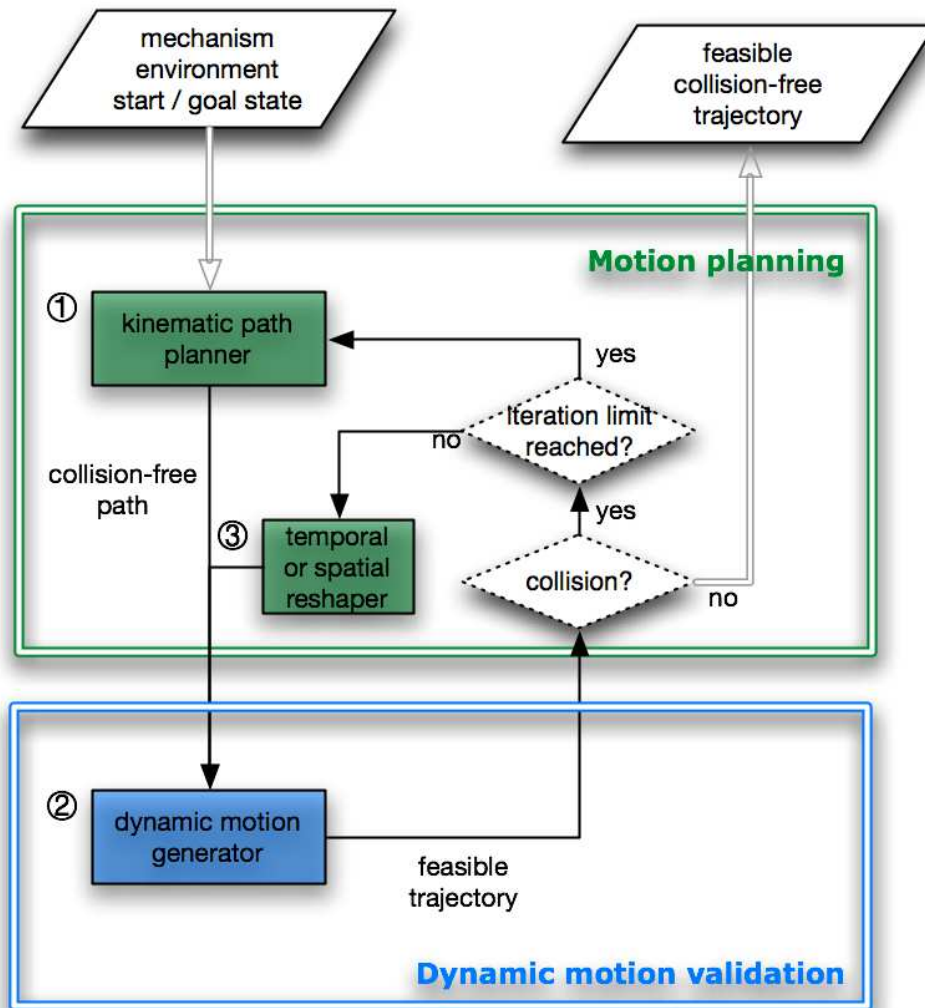 mechanism
environment
start / goal state
feasible
collision-free
trajectory
Motion planning
①
kinematic path
planner
yes
Iteration limit
reached?
no
collision-free
path
yes
③
temporal
or spatial
reshaper
collision?
no
②
dynamic motion
generator
feasible
trajectory
Dynamic motion validation